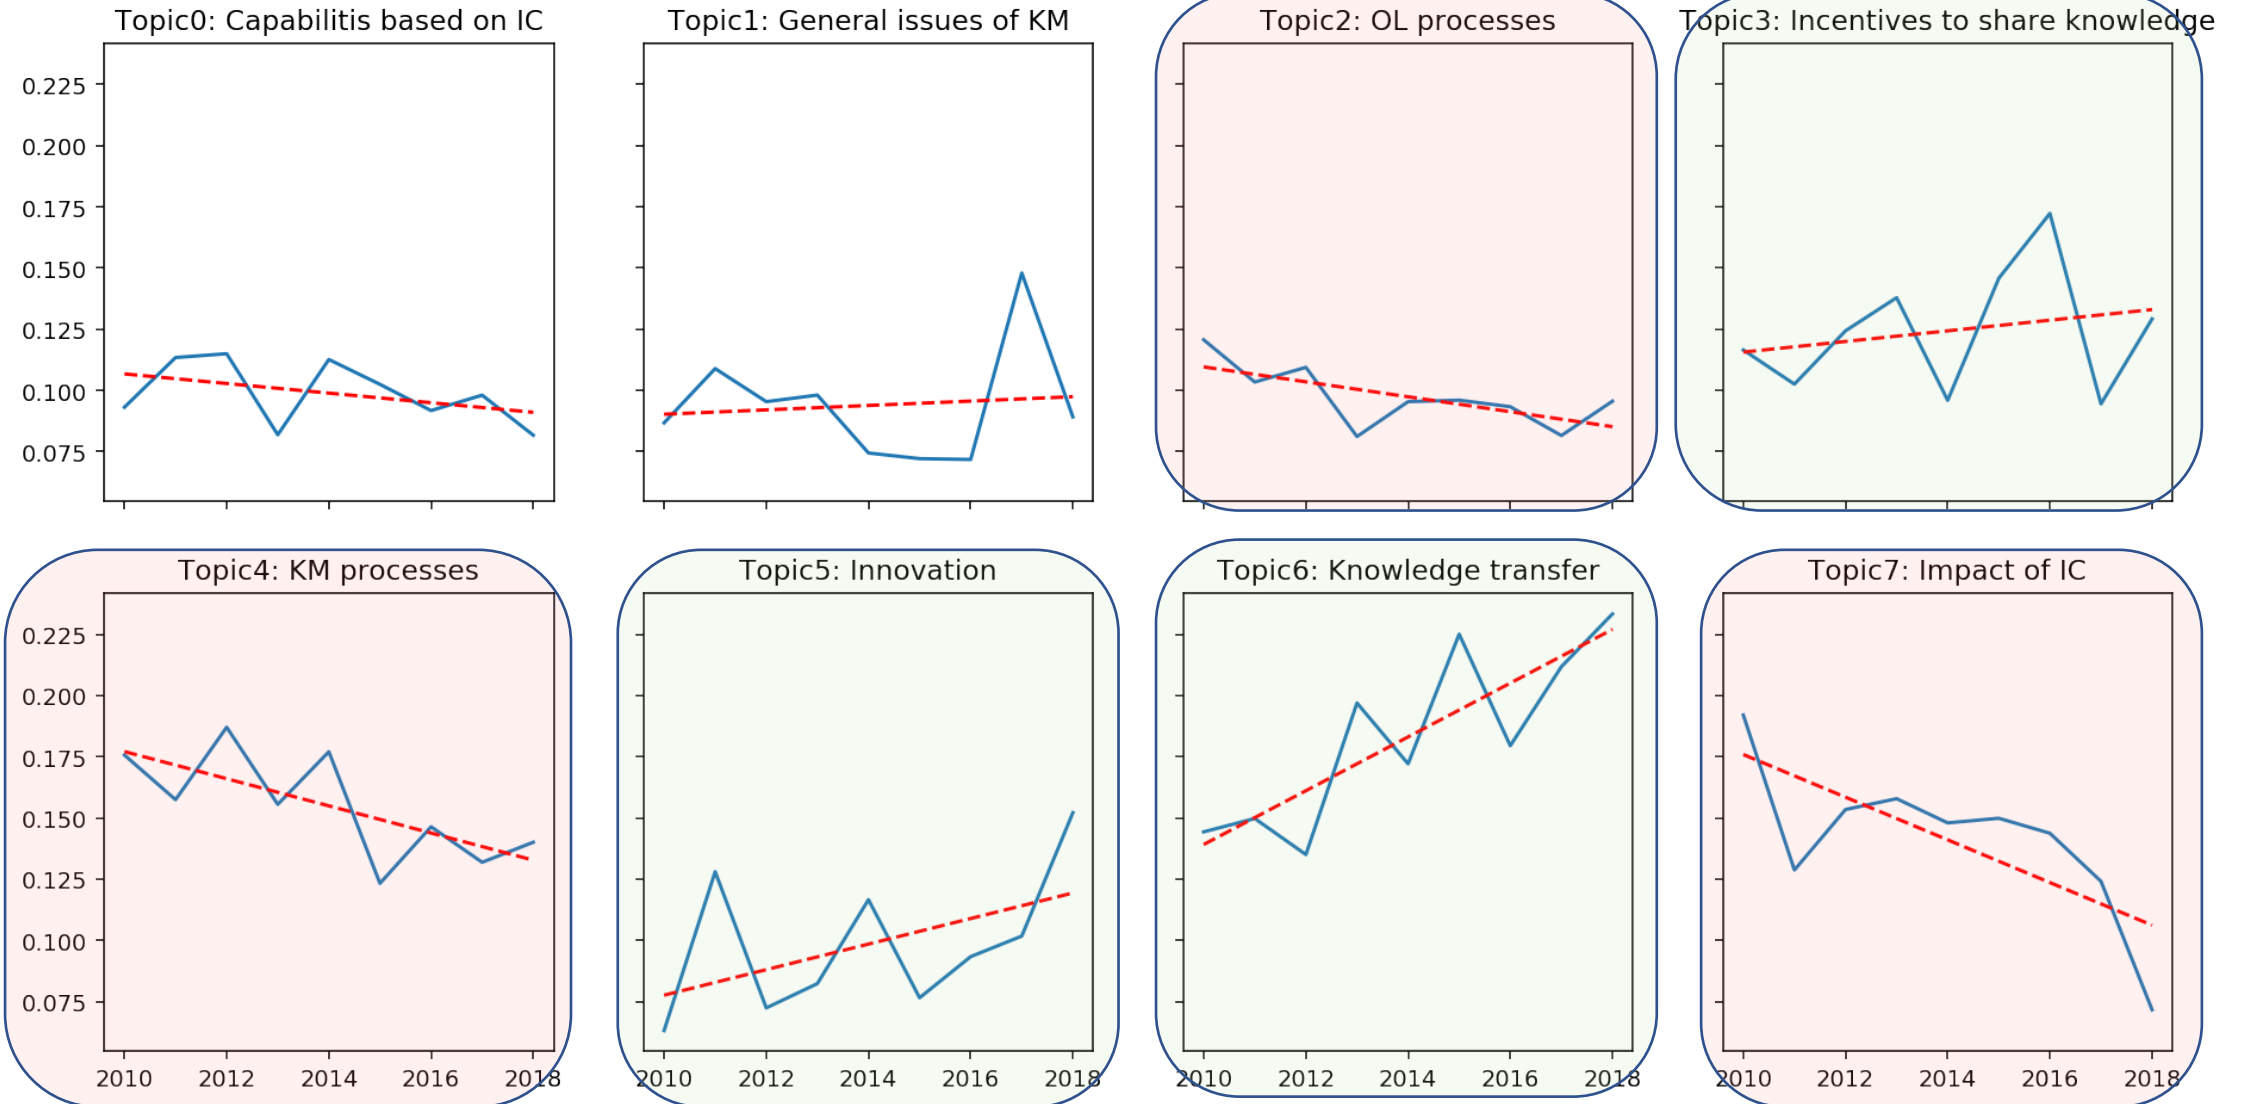 Topic0: Capabilitis based on IC
Topic1: General issues of KM
Topic2: OL processes
Topic3: Incentives to share knowledge
0.225
0.200
0.175
0.150
0.125
0.100
0.075
Topic4: KM processes
Topic5: Innovation
Topic6: Knowledge transfer
Topic7: Impact of IC
0.225
0.200
0.175
0.150
0.125
0.100
0.075
2010 2012 2014 2016 2018
2010 2012 2014 2016 2018
2010 2012 2014 2016 2018
2010 2012 2014 2016 2018